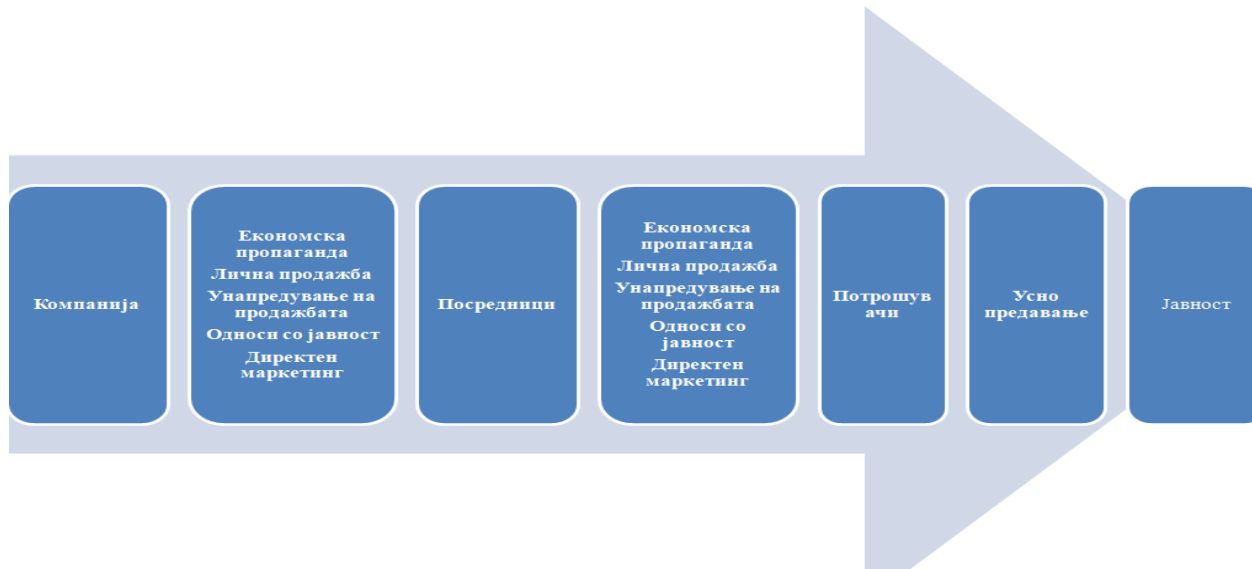 Компанија
Економска
пропаганда
Лична продажба
Унапредување на
продажбата
Односи со јавност
Директен
маркетинг
Посредници
Економска
пропаганда
Лична продажба
Унапредување на
продажбата
Односи со
јавност
Директен
маркетинг
Потрошув
ачи
Усно
предавање
Јавност